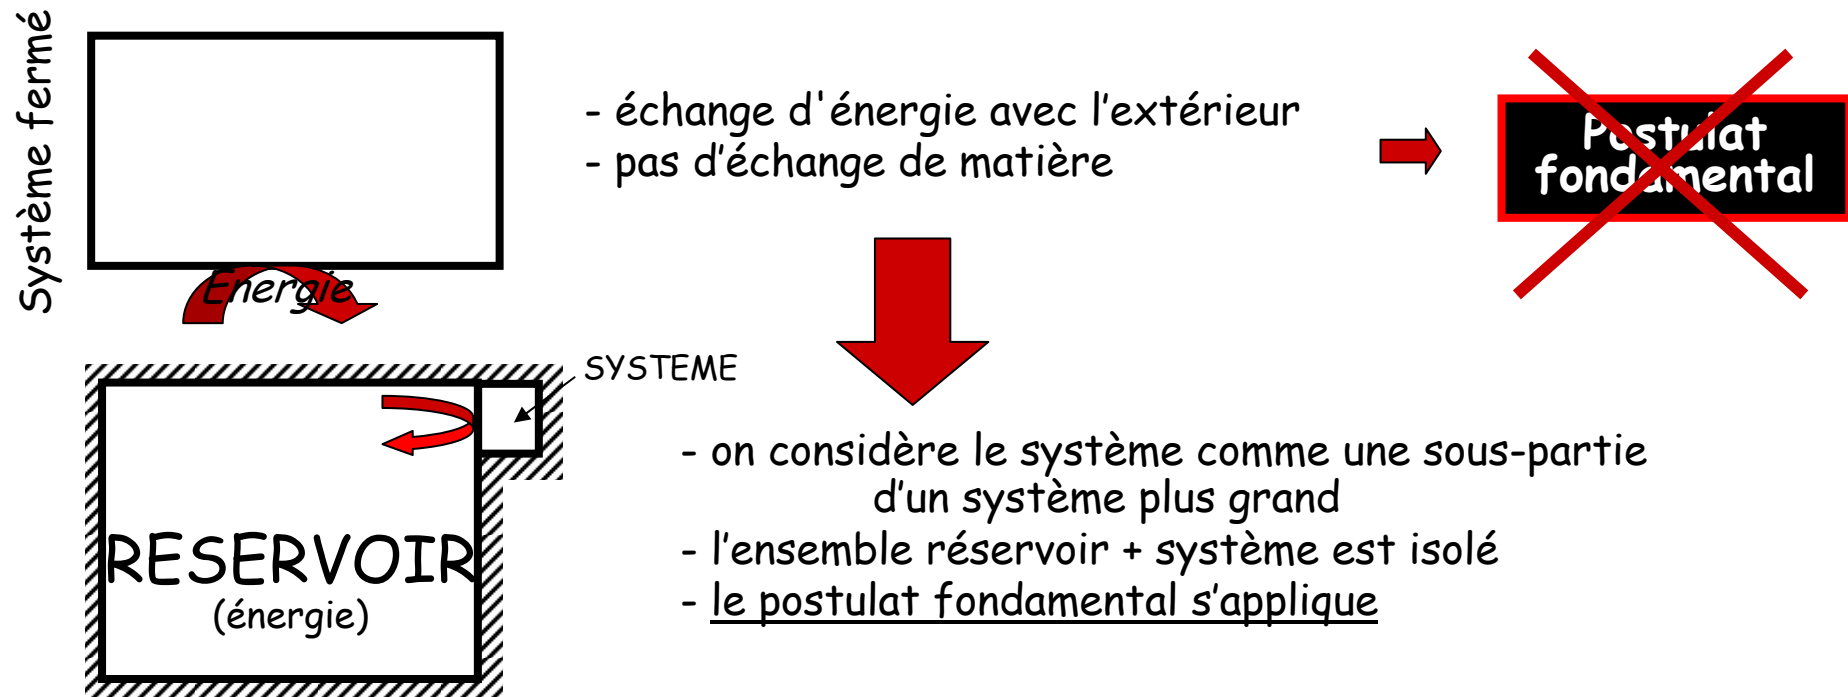 Système fermé
- échange d'énergie avec l'extérieur
- pas d'échange de matière
Postulat
fondamental
Energie
SYSTEME
RESERVOIR
(énergie)
- on considère le système comme une sous-partie
d'un système plus grand
- l'ensemble réservoir + système est isolé
- le postulat fondamental s'applique